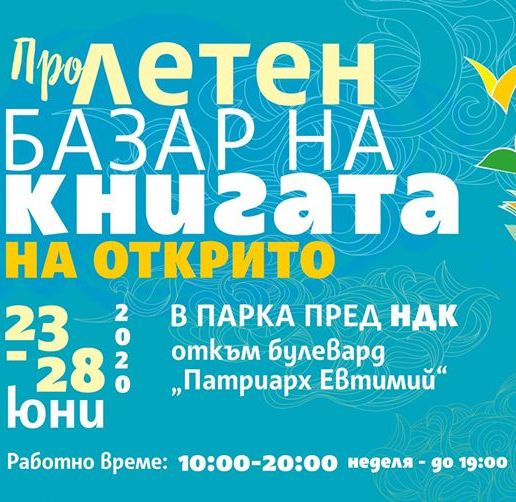 ПроЛетен
БАЗАР НА
книгата
НА ОТКРИТО
23
-28
юни
2020
В ПАРКА ПРЕД НДК
откъм булевард
„Патриарх Евтимий“
Работно време: 10:00-20:00 неделя - до 19:00